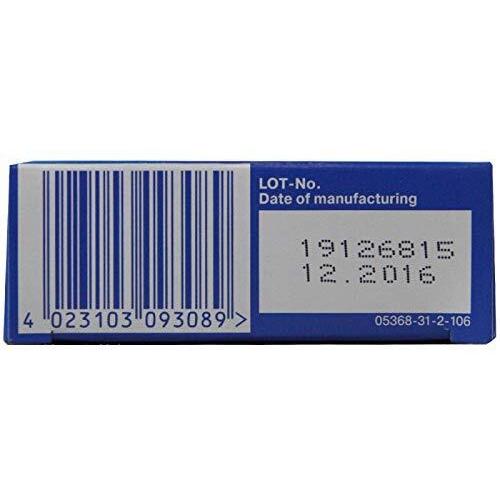 LOT-No.
Date of manufacturing
19126815
12.2016
4 023103 093089 >
05368-31-2-106